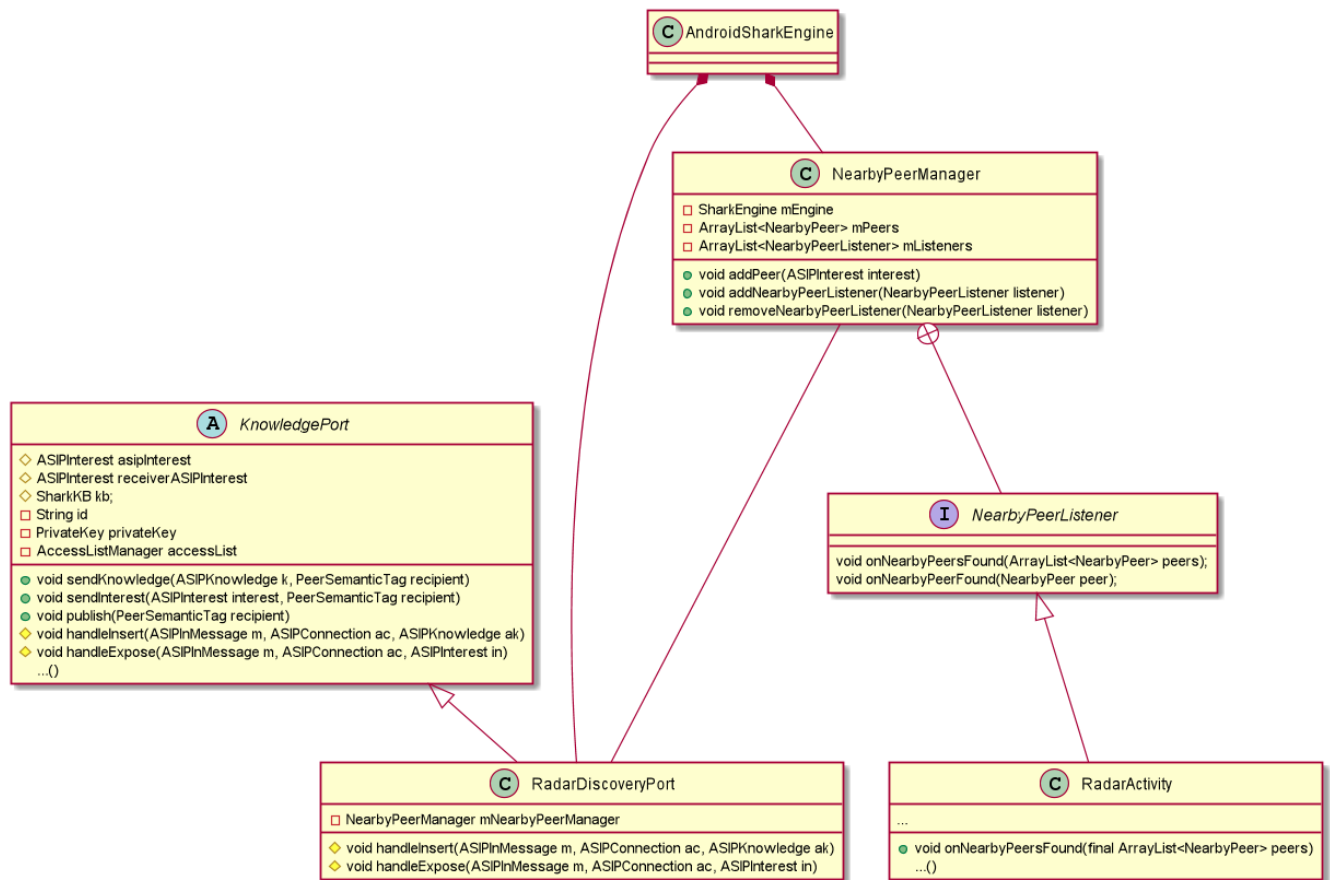 C AndroidSharkEngine
C NearbyPeerManager
SharkEngine mEngine
ArrayList<NearbyPeer> mPeers
ArrayList<NearbyPeerListener> mListeners
void addPeer(ASIPInterest interest)
void addNearbyPeerListener(NearbyPeerListener listener)
void removeNearbyPeerListener(NearbyPeerListener listener)
A KnowledgePort
ASIPInterest asipInterest
ASIPInterest receiverASIPInterest
SharkKB kb;
String id
PrivateKey privateKey
AccessListManager accessList
void sendKnowledge(ASIPKnowledge k, PeerSemanticTag recipient)
void sendInterest(ASIPInterest interest, PeerSemanticTag recipient)
void publish(PeerSemanticTag recipient)
void handleInsert(ASIPInMessage m, ASIPConnection ac, ASIPKnowledge ak)
void handleExpose(ASIPInMessage m, ASIPConnection ac, ASIPInterest in)
...()
I NearbyPeerListener
void onNearbyPeersFound(ArrayList<NearbyPeer> peers);
void onNearbyPeerFound(NearbyPeer peer);
C RadarDiscoveryPort
NearbyPeerManager mNearbyPeerManager
void handleInsert(ASIPInMessage m, ASIPConnection ac, ASIPKnowledge ak)
void handleExpose(ASIPInMessage m, ASIPConnection ac, ASIPInterest in)
C RadarActivity
...
void onNearbyPeersFound(final ArrayList<NearbyPeer> peers)
...()